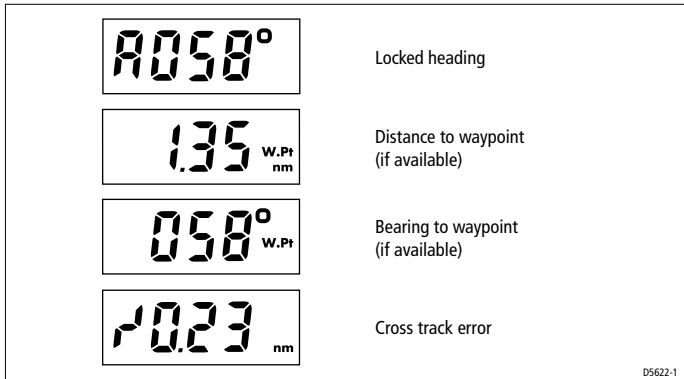 A058°
Locked heading
1.35 W.Pt nm
Distance to waypoint
(if available)
058° W.Pt
Bearing to waypoint
(if available)
0.23 nm
Cross track error
D5622-1